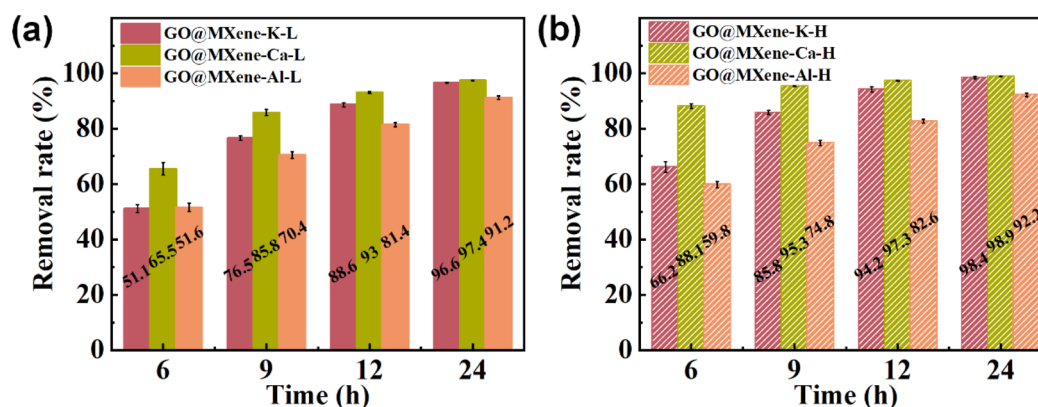 (a)
GO@MXene-K-L
GO@MXene-Ca-L
GO@MXene-Al-L
Removal rate (%)
100
80
60
40
20
0
51.1 65.5 51.6
76.5 85.8 70.4
88.6 93 81.4
96.6 97.4 91.2
6 9 12 24
Time (h)
(b)
GO@MXene-K-H
GO@MXene-Ca-H
GO@MXene-Al-H
Removal rate (%)
100
80
60
40
20
0
66.2 88.1 59.8
85.8 95.3 74.8
94.2 97.3 82.6
98.4 98.9 92.2
6 9 12 24
Time (h)